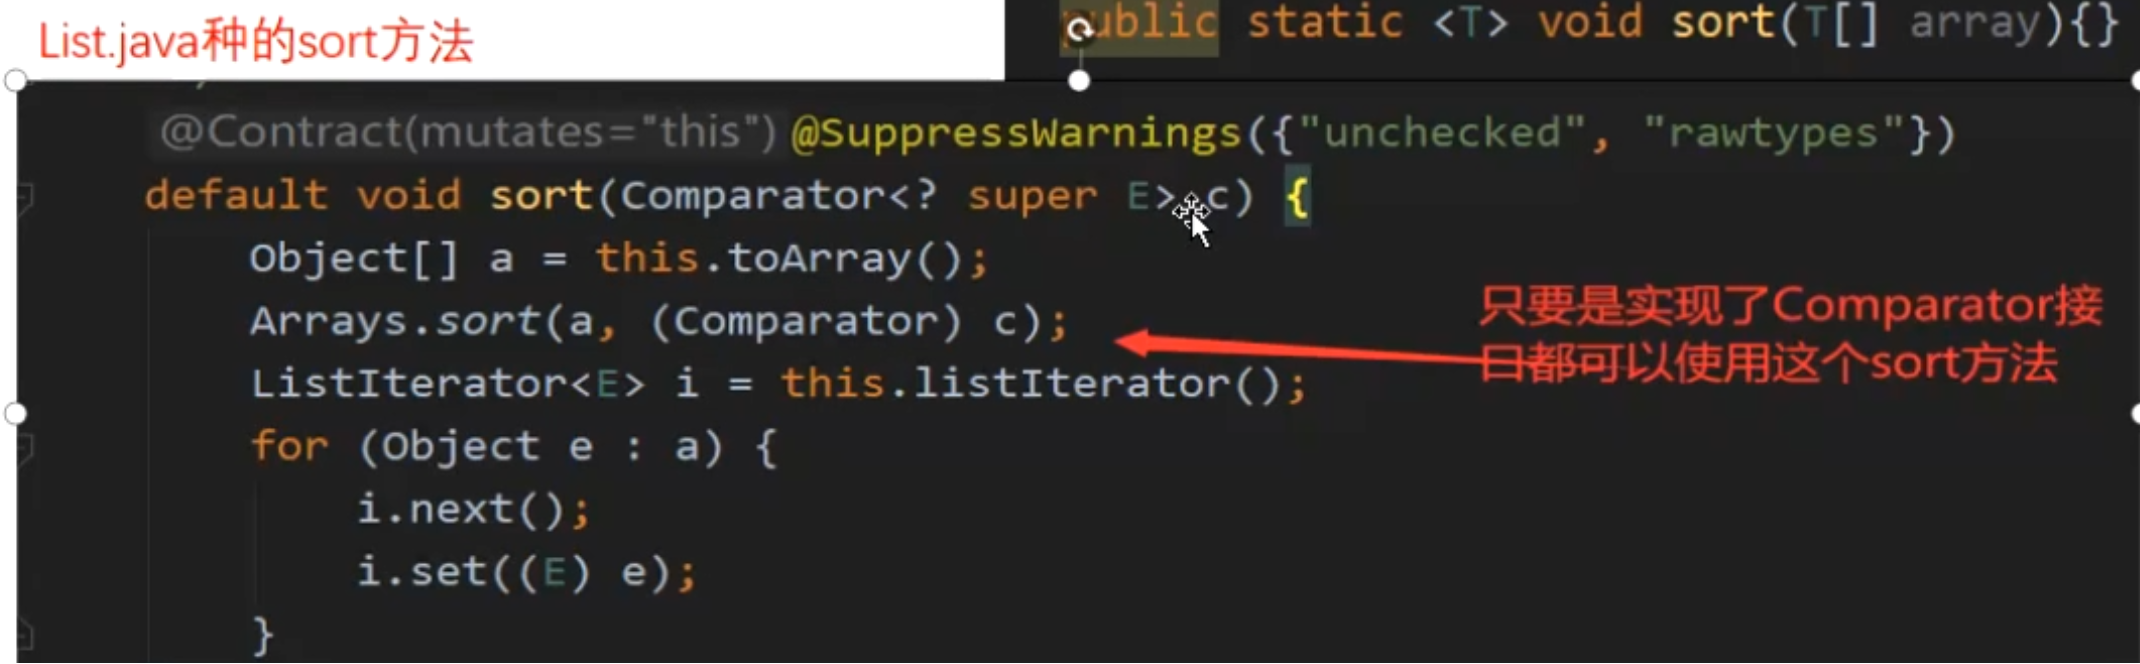 List.java种的sort方法
public static <T> void sort(T[] array){}
@Contract(mutates="this") @SuppressWarnings({"unchecked", "rawtypes"})
default void sort(Comparator<? super E> c) {
Object[] a = this.toArray();
Arrays.sort(a, (Comparator) c);
只要是实现了Comparator接
口都可以使用这个sort方法
ListIterator<E> i = this.listIterator();
for (Object e : a) {
i.next();
i.set((E) e);
}